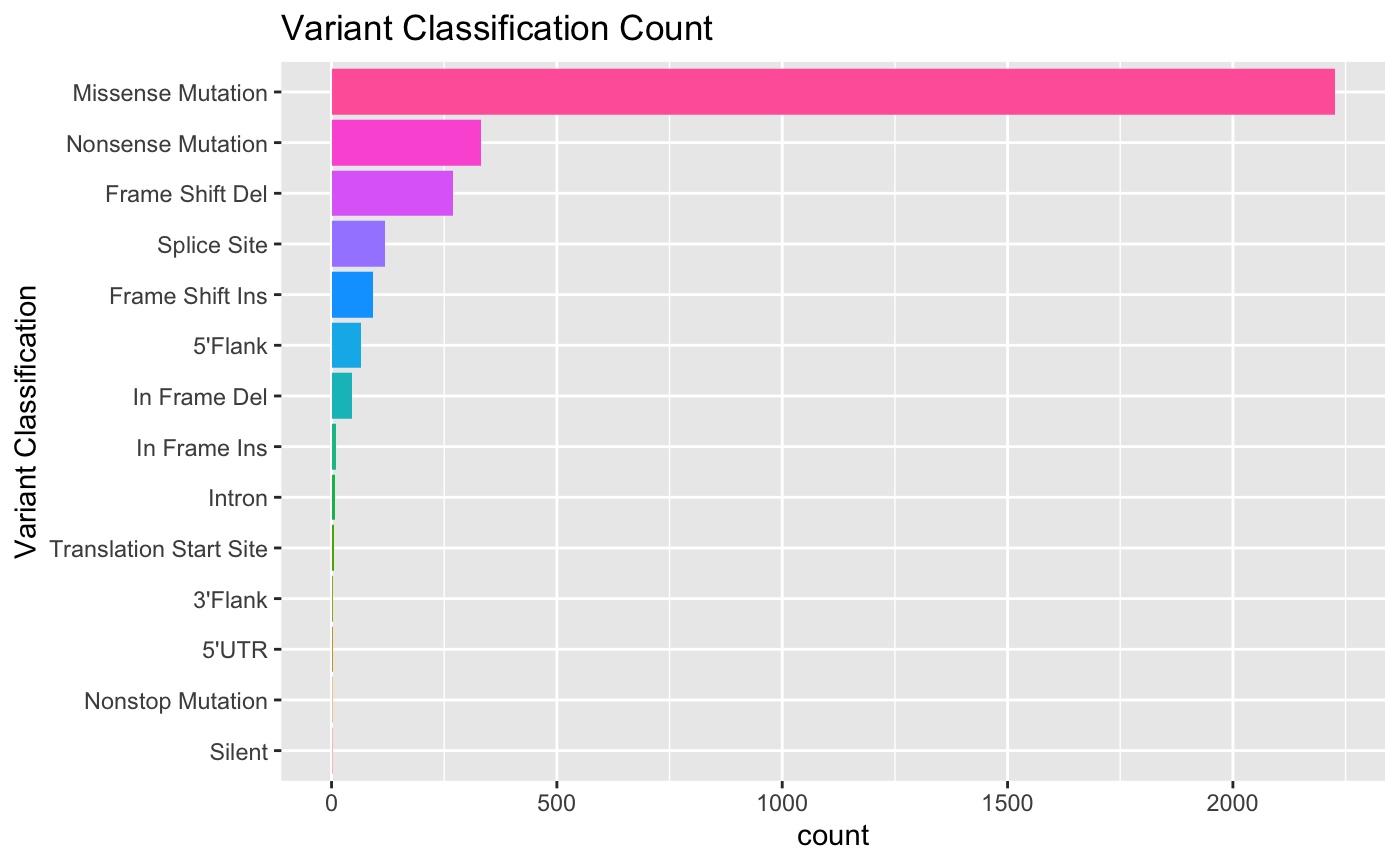 Variant Classification Count
Variant Classification
Missense Mutation
Nonsense Mutation
Frame Shift Del
Splice Site
Frame Shift Ins
5'Flank
In Frame Del
In Frame Ins
Intron
Translation Start Site
3'Flank
5'UTR
Nonstop Mutation
Silent
0 500 1000 1500 2000
count